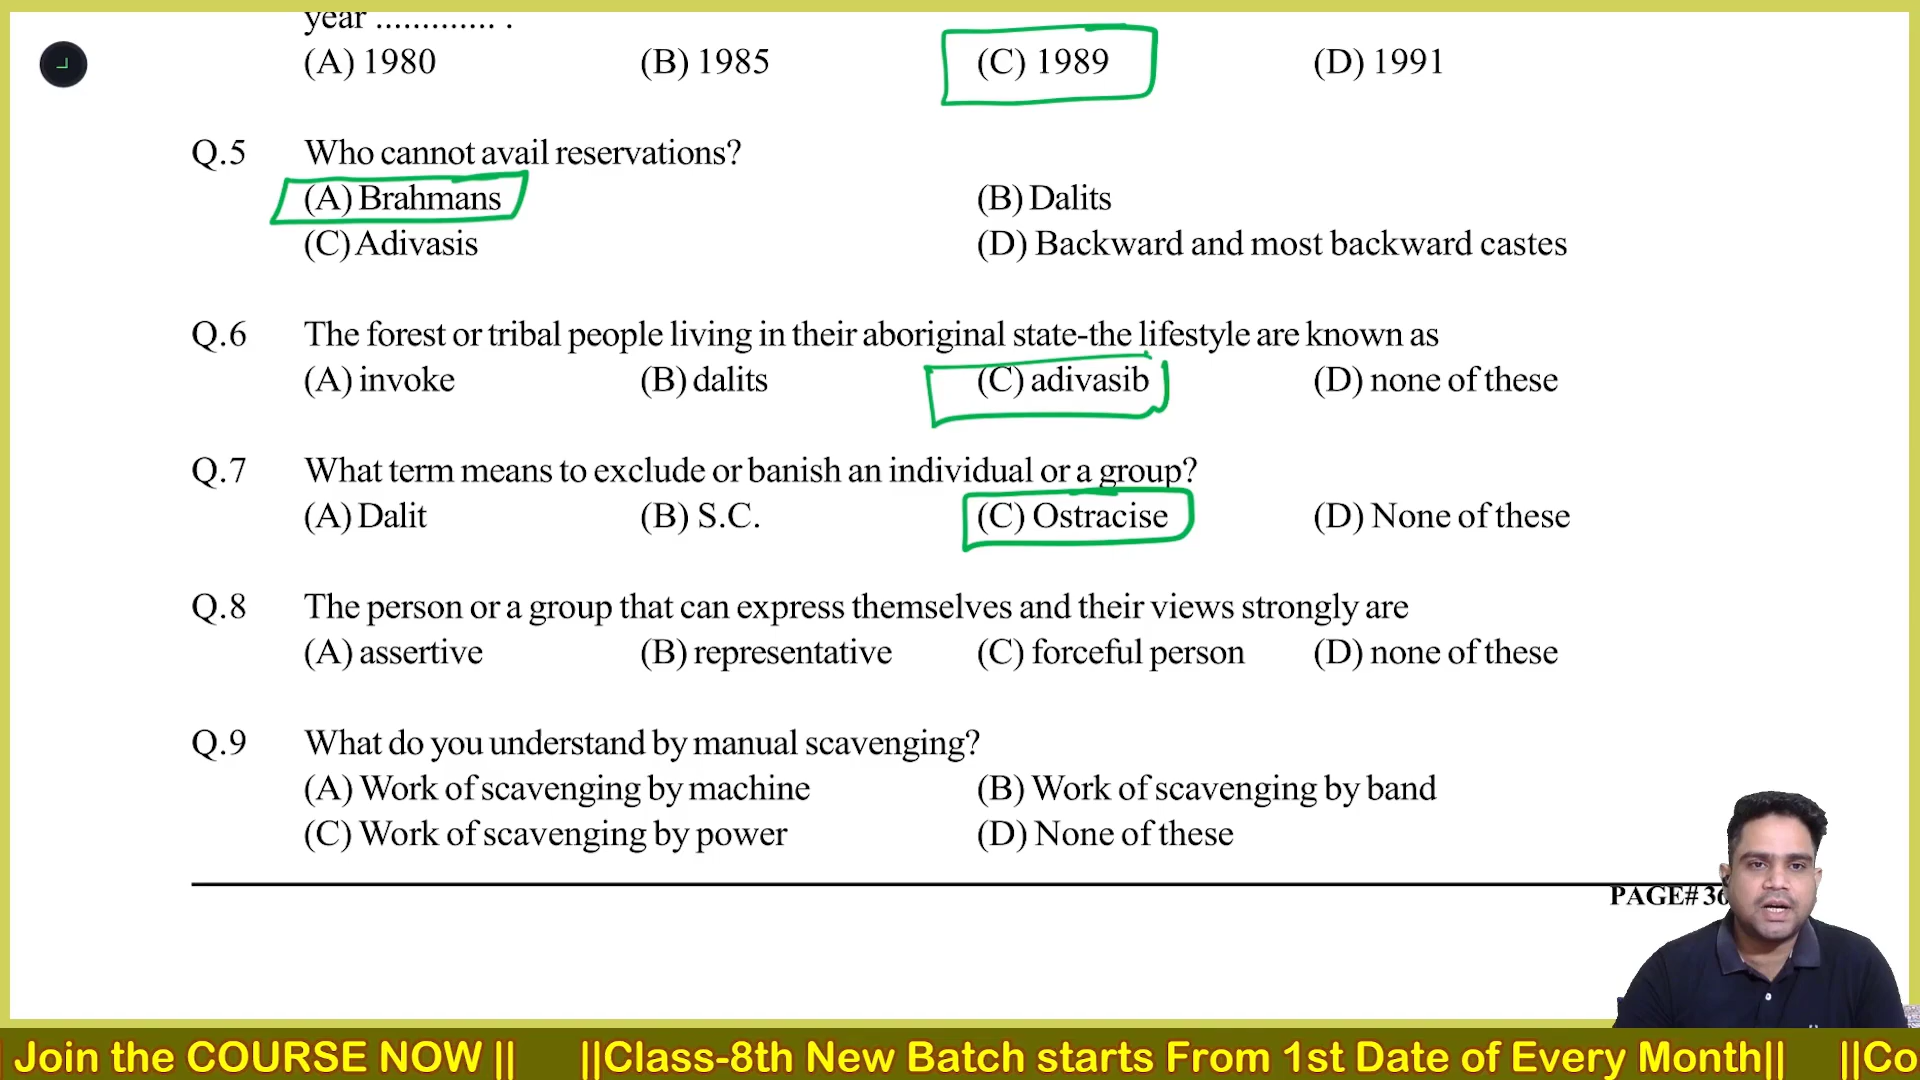 year ............. .
(A) 1980 (B) 1985 (C) 1989 (D) 1991
Q.5 Who cannot avail reservations?
(A) Brahmans (B) Dalits
(C) Adivasis (D) Backward and most backward castes
Q.6 The forest or tribal people living in their aboriginal state-the lifestyle are known as
(A) invoke (B) dalits (C) adivasib (D) none of these
Q.7 What term means to exclude or banish an individual or a group?
(A) Dalit (B) S.C. (C) Ostracise (D) None of these
Q.8 The person or a group that can express themselves and their views strongly are
(A) assertive (B) representative (C) forceful person (D) none of these
Q.9 What do you understand by manual scavenging?
(A) Work of scavenging by machine (B) Work of scavenging by band
(C) Work of scavenging by power (D) None of these
PAGE# 
Join the COURSE NOW || ||Class-8th New Batch starts From 1st Date of Every Month|| ||Co